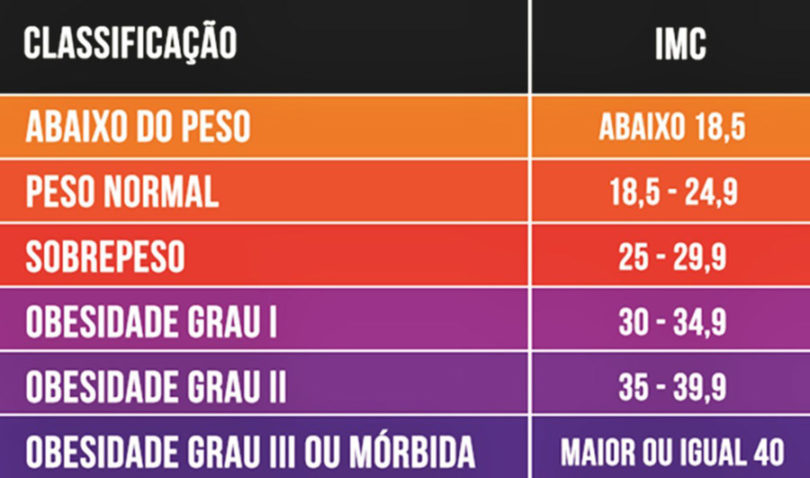 CLASSIFICAÇÃO IMC
ABAIXO DO PESO ABAIXO 18,5
PESO NORMAL 18,5 - 24,9
SOBREPESO 25 - 29,9
OBESIDADE GRAU I 30 - 34,9
OBESIDADE GRAU II 35 - 39,9
OBESIDADE GRAU III OU MÓRBIDA MAIOR OU IGUAL 40